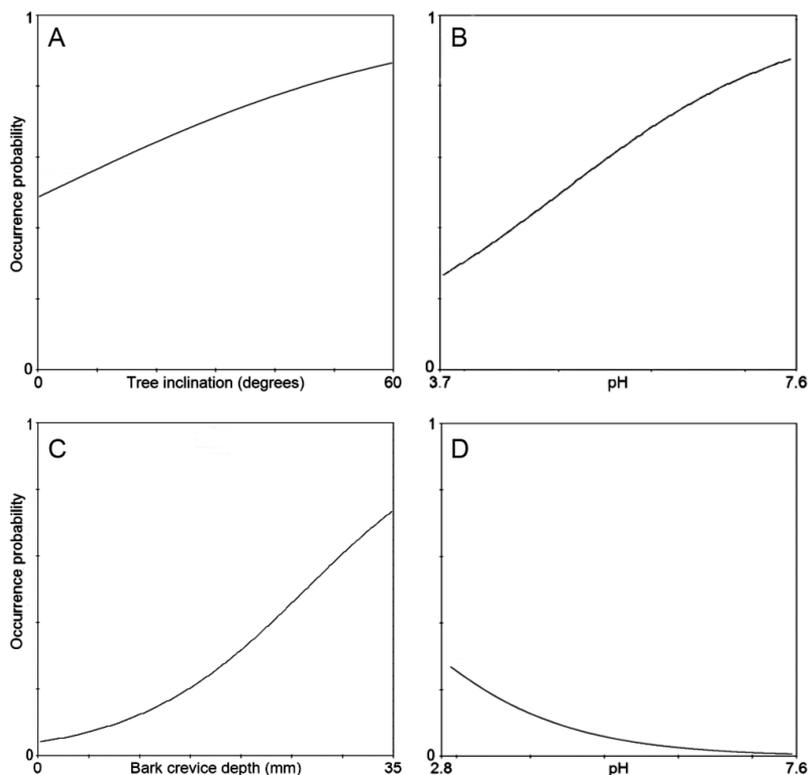 1
A
Occurrence probability
0
0
Tree inclination (degrees)
60
1
B
0
3.7
pH
7.6
1
C
Occurrence probability
0
0
Bark crevice depth (mm)
35
1
D
0
2.8
pH
7.6